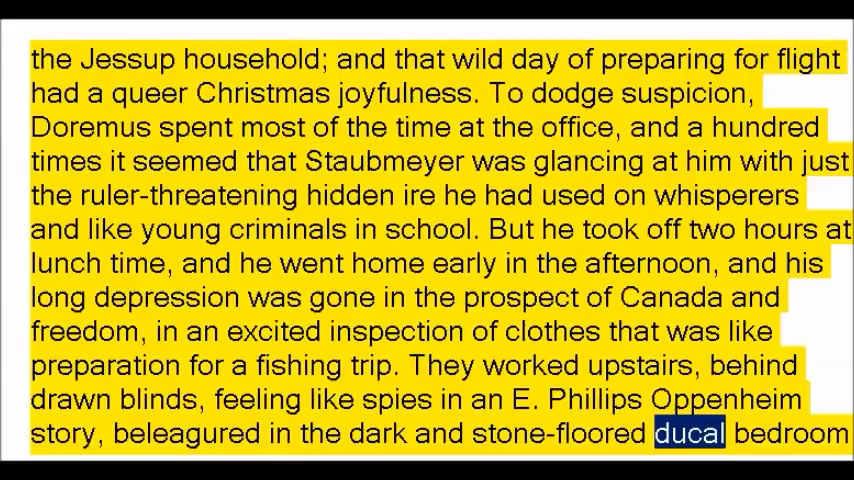 the Jessup household; and that wild day of preparing for flight
had a queer Christmas joyfulness. To dodge suspicion,
Doremus spent most of the time at the office, and a hundred
times it seemed that Staubmeyer was glancing at him with just
the ruler-threatening hidden ire he had used on whisperers
and like young criminals in school. But he took off two hours at
lunch time, and he went home early in the afternoon, and his
long depression was gone in the prospect of Canada and
freedom, in an excited inspection of clothes that was like
preparation for a fishing trip. They worked upstairs, behind
drawn blinds, feeling like spies in an E. Phillips Oppenheim
story, beleagured in the dark and stone-floored ducal bedroom